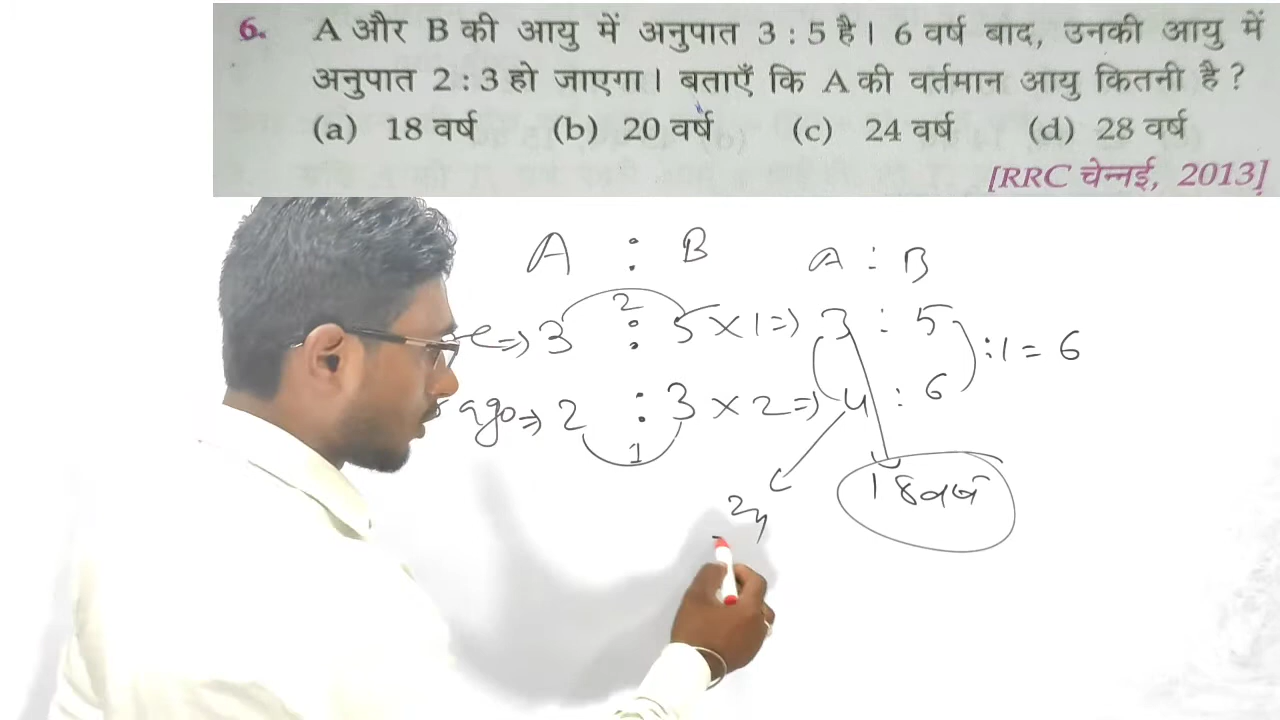 6. A और B की आयु में अनुपात 3 : 5 है। 6 वर्ष बाद, उनकी आयु में
अनुपात 2 : 3 हो जाएगा। बताएँ कि A की वर्तमान आयु कितनी है ?
(a) 18 वर्ष (b) 20 वर्ष (c) 24 वर्ष (d) 28 वर्ष
[RRC चेन्नई, 2013]
A : B A : B
2
3 : 5 × 1 => 3 : 5
: 1 = 6
ago => 2 : 3 × 2 => 4 : 6
1
18 वर्ष
24